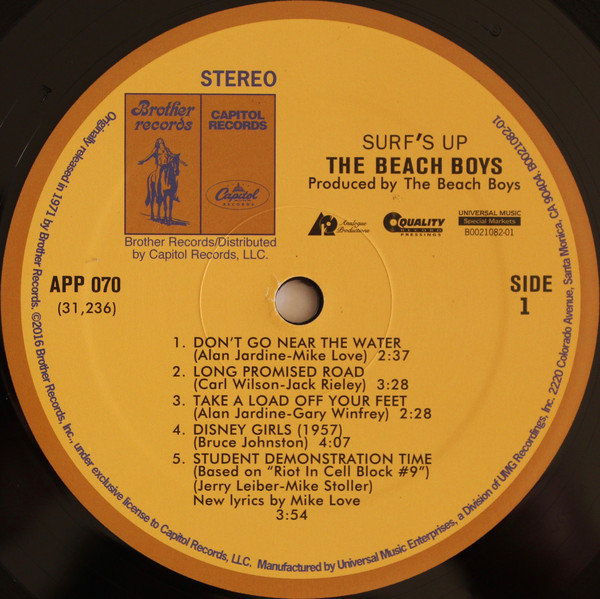 STEREO
Brother
records
CAPITOL
RECORDS
Capitol
RECORDS
Brother Records/Distributed
by Capitol Records, LLC.
SURF'S UP
THE BEACH BOYS
Produced by The Beach Boys
AP
Analogue
Productions
QUALITY
RECORD
PRESSINGS
UNIVERSAL MUSIC
Special Markets
B0021082-01
APP 070
(31,236)
SIDE
1
1. DON'T GO NEAR THE WATER
(Alan Jardine-Mike Love) 2:37
2. LONG PROMISED ROAD
(Carl Wilson-Jack Rieley) 3:28
3. TAKE A LOAD OFF YOUR FEET
(Alan Jardine-Gary Winfrey) 2:28
4. DISNEY GIRLS (1957)
(Bruce Johnston) 4:07
5. STUDENT DEMONSTRATION TIME
(Based on "Riot In Cell Block #9")
(Jerry Leiber-Mike Stoller)
New lyrics by Mike Love
3:54
Originally released in 1971 by Brother Records. ©2016 Brother Records, Inc., under exclusive license to Capitol Records, LLC. Manufactured by Universal Music Enterprises, a Division of UMG Recordings, Inc. 2220 Colorado Avenue, Santa Monica, CA 90404. B0021082-01